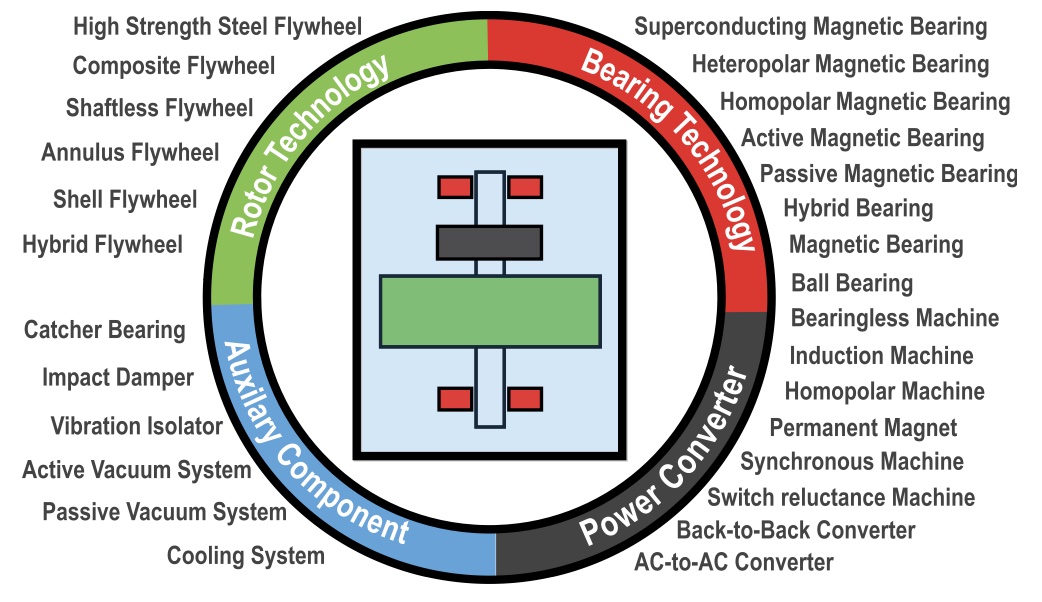 High Strength Steel Flywheel
Composite Flywheel
Shaftless Flywheel
Annulus Flywheel
Shell Flywheel
Hybrid Flywheel
Rotor Technology
Superconducting Magnetic Bearing
Heteropolar Magnetic Bearing
Homopolar Magnetic Bearing
Active Magnetic Bearing
Passive Magnetic Bearing
Hybrid Bearing
Magnetic Bearing
Ball Bearing
Bearingless Machine
Bearing Technology
Catcher Bearing
Impact Damper
Vibration Isolator
Active Vacuum System
Passive Vacuum System
Cooling System
Auxilary Component
Induction Machine
Homopolar Machine
Permanent Magnet
Synchronous Machine
Switch reluctance Machine
Back-to-Back Converter
AC-to-AC Converter
Power Converter